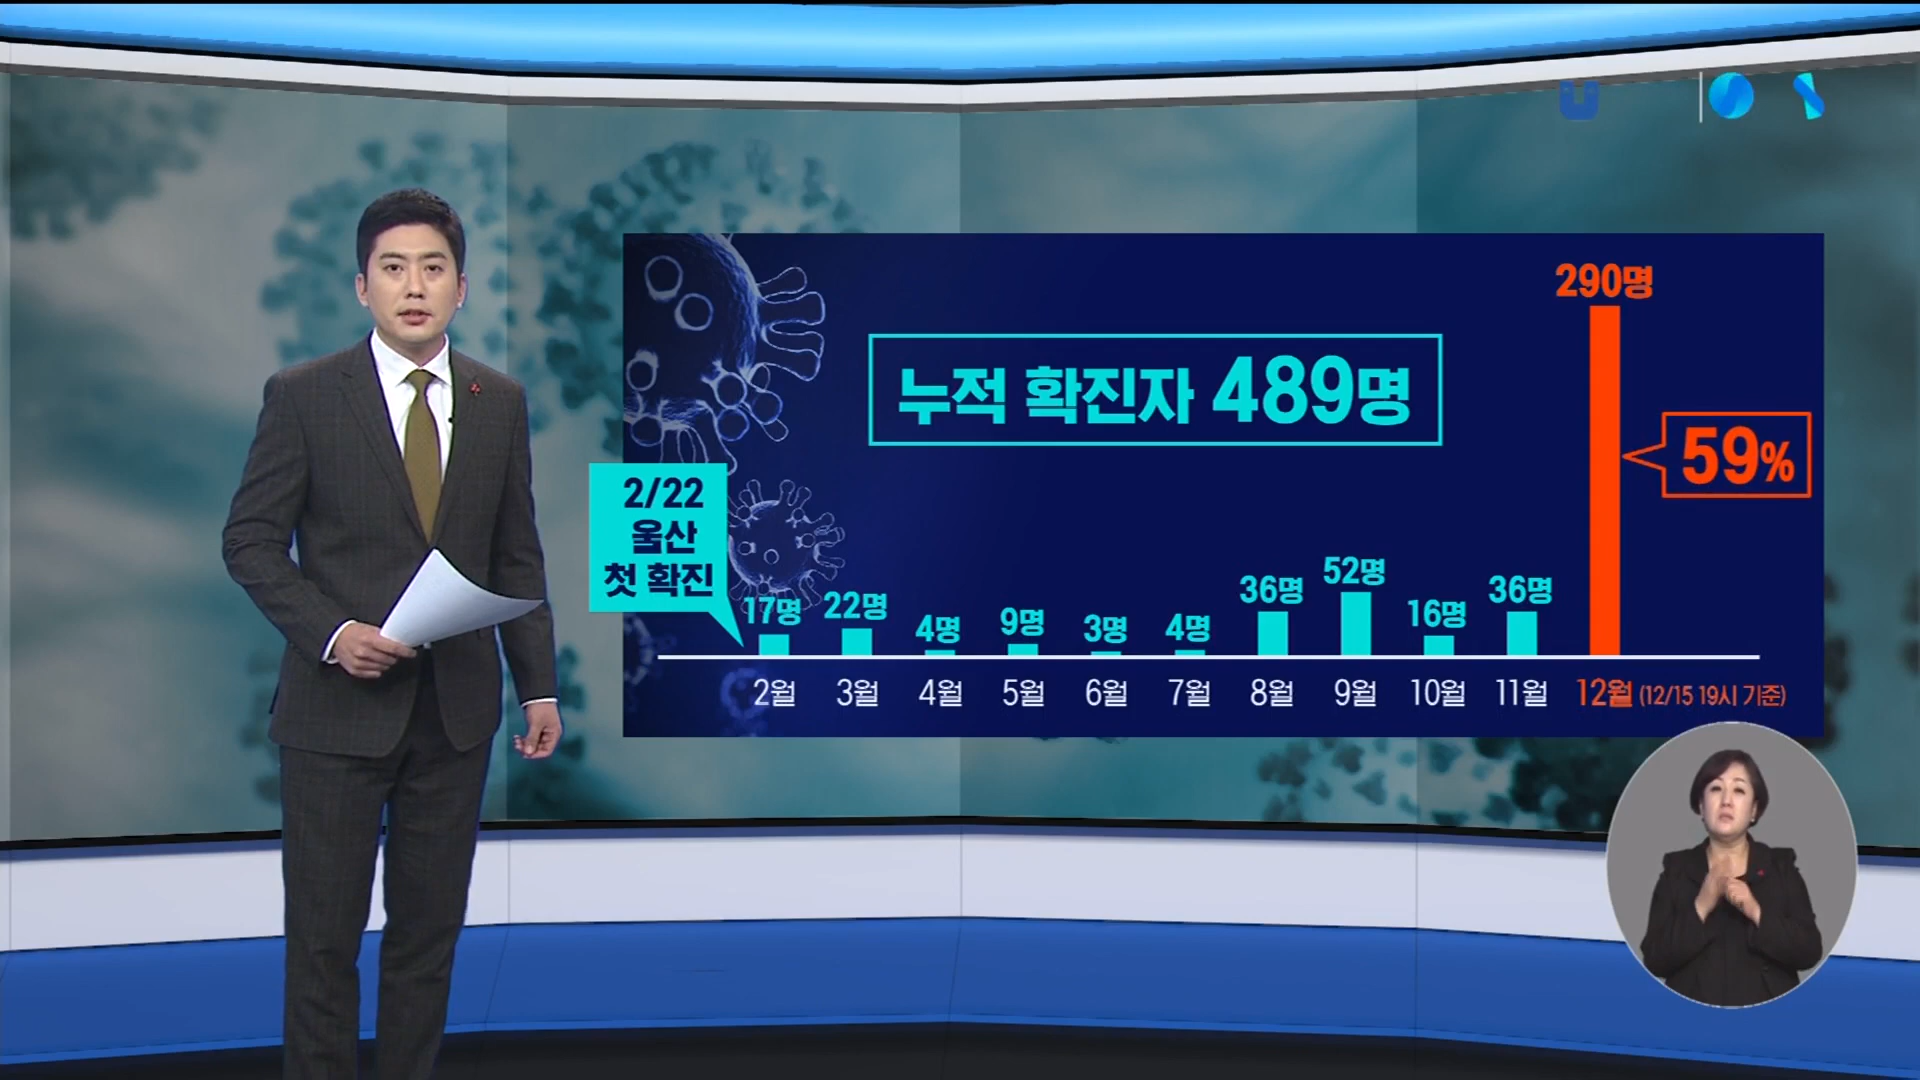 290명
누적 확진자 489명
59%
2/22
울산
첫 확진
17명 22명 4명 9명 3명 4명 36명 52명 16명 36명
2월 3월 4월 5월 6월 7월 8월 9월 10월 11월 12월 (12/15 19시 기준)